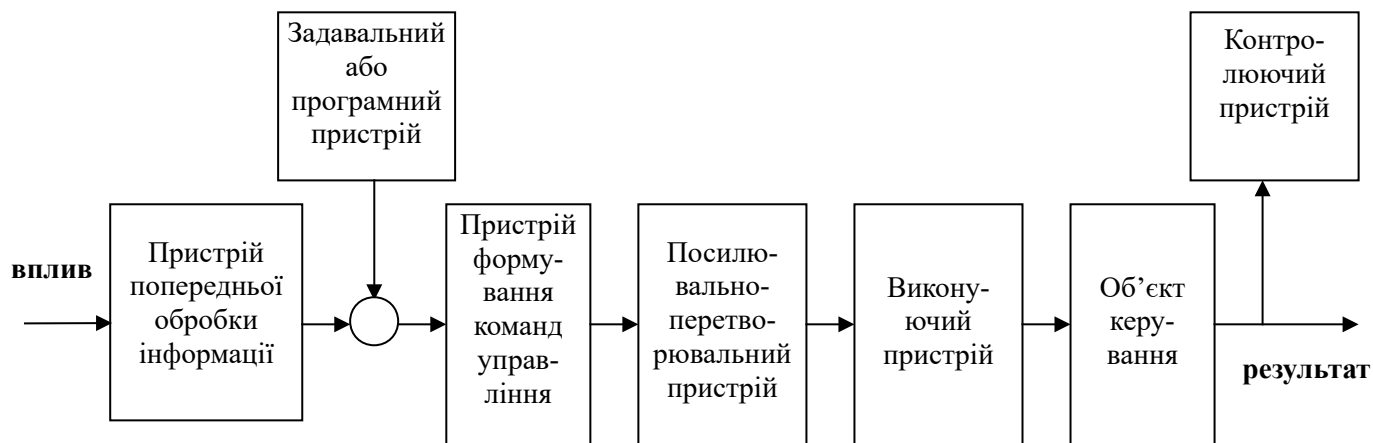 Задавальний
або
програмний
пристрій
Контро-
люючий
пристрій
вплив
Пристрій
попередньої
обробки
інформації
Пристрій
форму-
вання
команд
управ-
ління
Посилю-
вально-
перетво-
рювальний
пристрій
Викону-
ючий
пристрій
Об’єкт
керу-
вання
результат